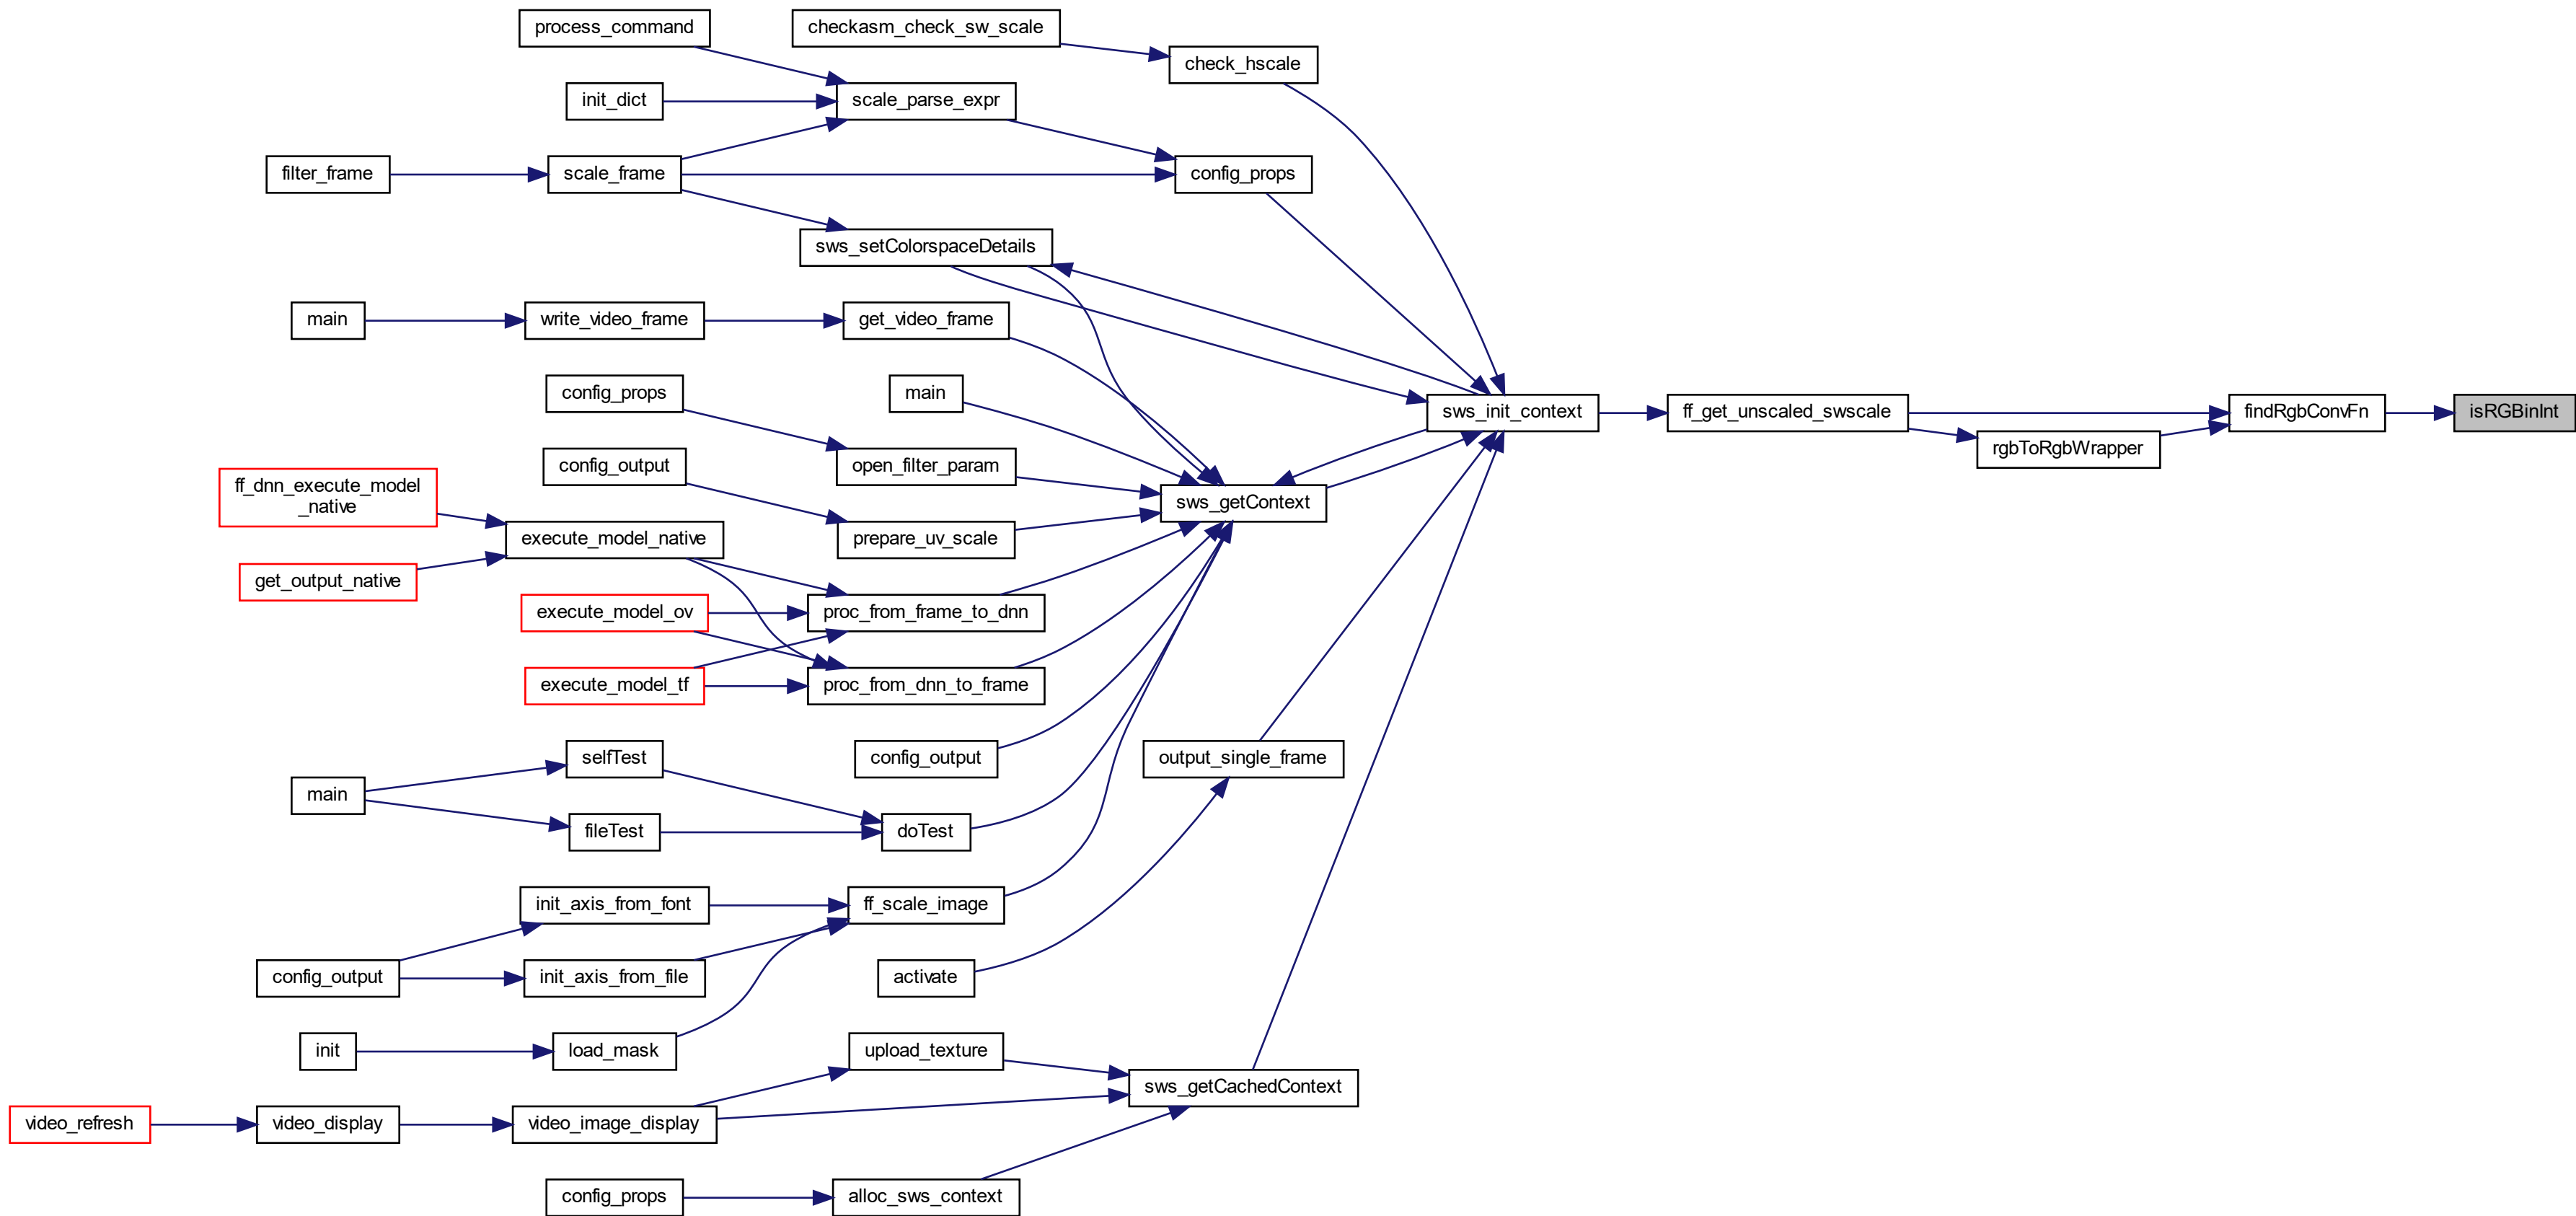 process_command
checkasm_check_sw_scale
check_hscale
init_dict
scale_parse_expr
filter_frame
scale_frame
config_props
sws_setColorspaceDetails
main
write_video_frame
get_video_frame
config_props
main
sws_init_context
ff_get_unscaled_swscale
findRgbConvFn
isRGBinInt
rgbToRgbWrapper
config_output
open_filter_param
ff_dnn_execute_model
_native
sws_getContext
execute_model_native
prepare_uv_scale
get_output_native
execute_model_ov
proc_from_frame_to_dnn
execute_model_tf
proc_from_dnn_to_frame
selfTest
config_output
output_single_frame
main
fileTest
doTest
init_axis_from_font
ff_scale_image
config_output
init_axis_from_file
activate
init
load_mask
upload_texture
sws_getCachedContext
video_refresh
video_display
video_image_display
config_props
alloc_sws_context